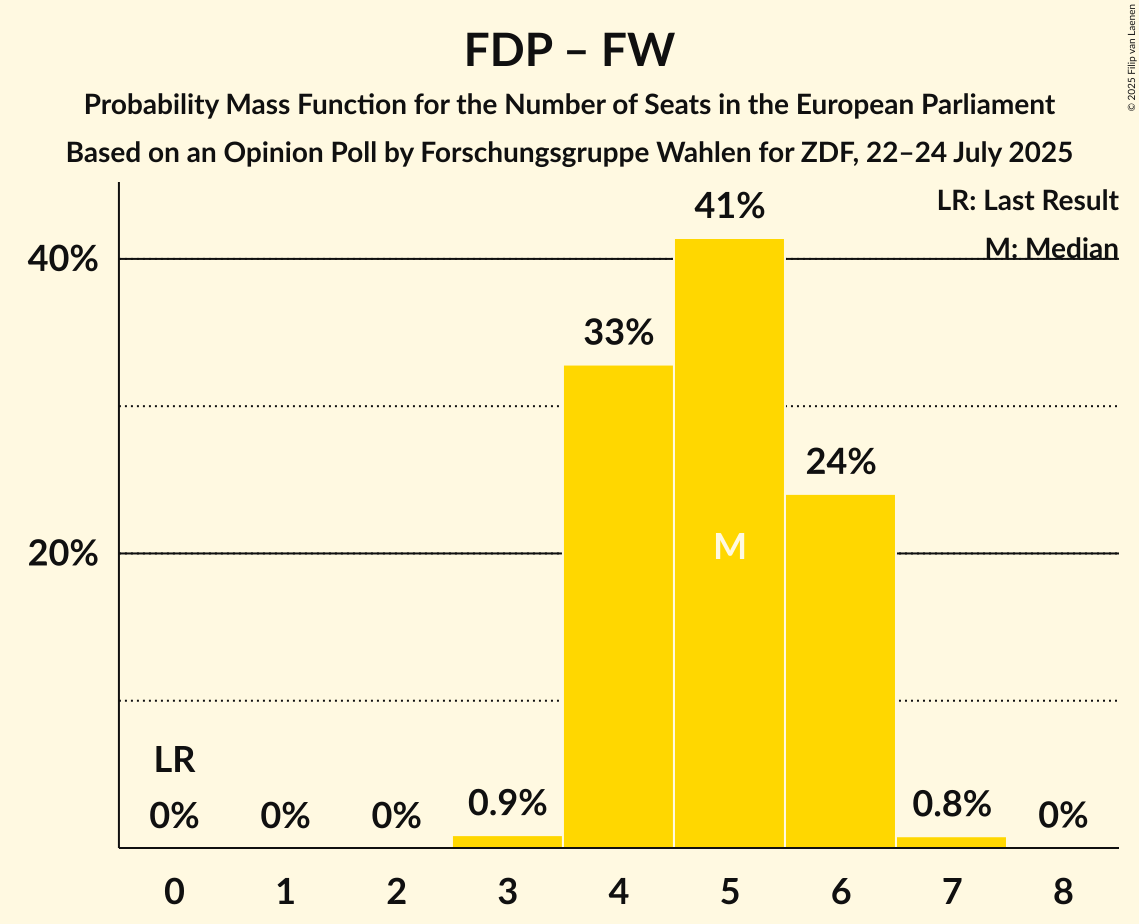 FDP – FW
Probability Mass Function for the Number of Seats in the European Parliament
Based on an Opinion Poll by Forschungsgruppe Wahlen for ZDF, 22–24 July 2025
© 2025 Filip van Laenen
LR: Last Result
M: Median
41%
40%
33%
24%
M
20%
LR
0%
0%
0%
0.9%
0.8%
0%
0
1
2
3
4
5
6
7
8